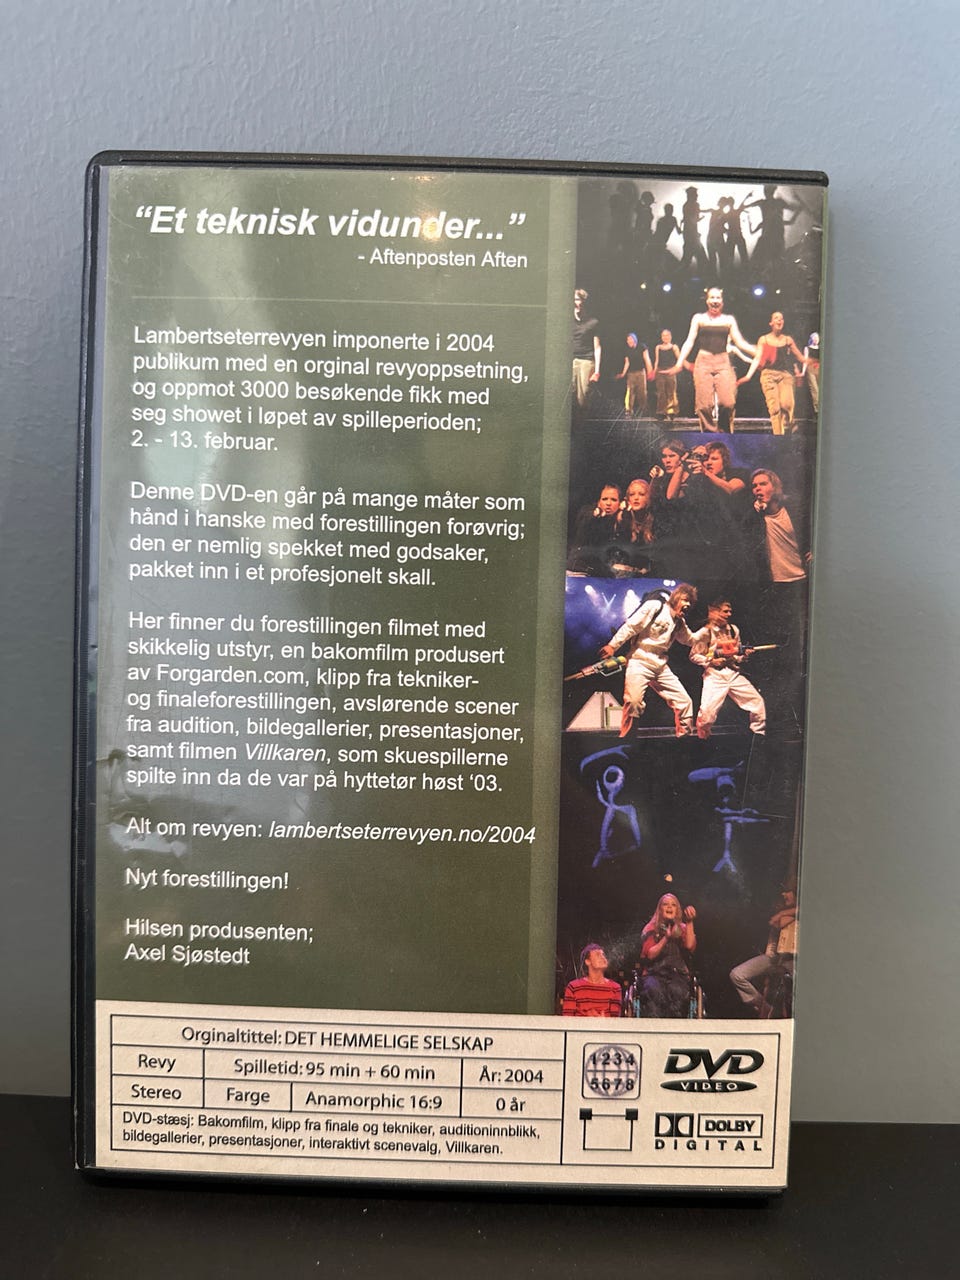 “Et teknisk vidunder...”
- Aftenposten Aften
Lambertseterrevyen imponerte i 2004
publikum med en orginal revyoppsetning,
og oppmot 3000 besøkende fikk med
seg showet i løpet av spilleperioden;
2. - 13. februar.
Denne DVD-en går på mange måter som
hånd i hanske med forestillingen forøvrig;
den er nemlig spekket med godsaker,
pakket inn i et profesjonelt skall.
Her finner du forestillingen filmet med
skikkelig utstyr, en bakomfilm produsert
av Forgarden.com, klipp fra tekniker-
og finaleforestillingen, avslørende scener
fra audition, bildegallerier, presentasjoner,
samt filmen Villkaren, som skuespillerne
spilte inn da de var på hyttetør høst ‘03.
Alt om revyen: lambertseterrevyen.no/2004
Nyt forestillingen!
Hilsen produsenten;
Axel Sjøstedt
Orginaltittel: DET HEMMELIGE SELSKAP
Revy Spilletid: 95 min + 60 min År: 2004
Stereo Farge Anamorphic 16:9 0 år
DVD-stæsj: Bakomfilm, klipp fra finale og tekniker, auditioninnblikk,
bildegallerier, presentasjoner, interaktivt scenevalg, Villkaren.
1234
5678
DVD
VIDEO
DOLBY
DIGITAL